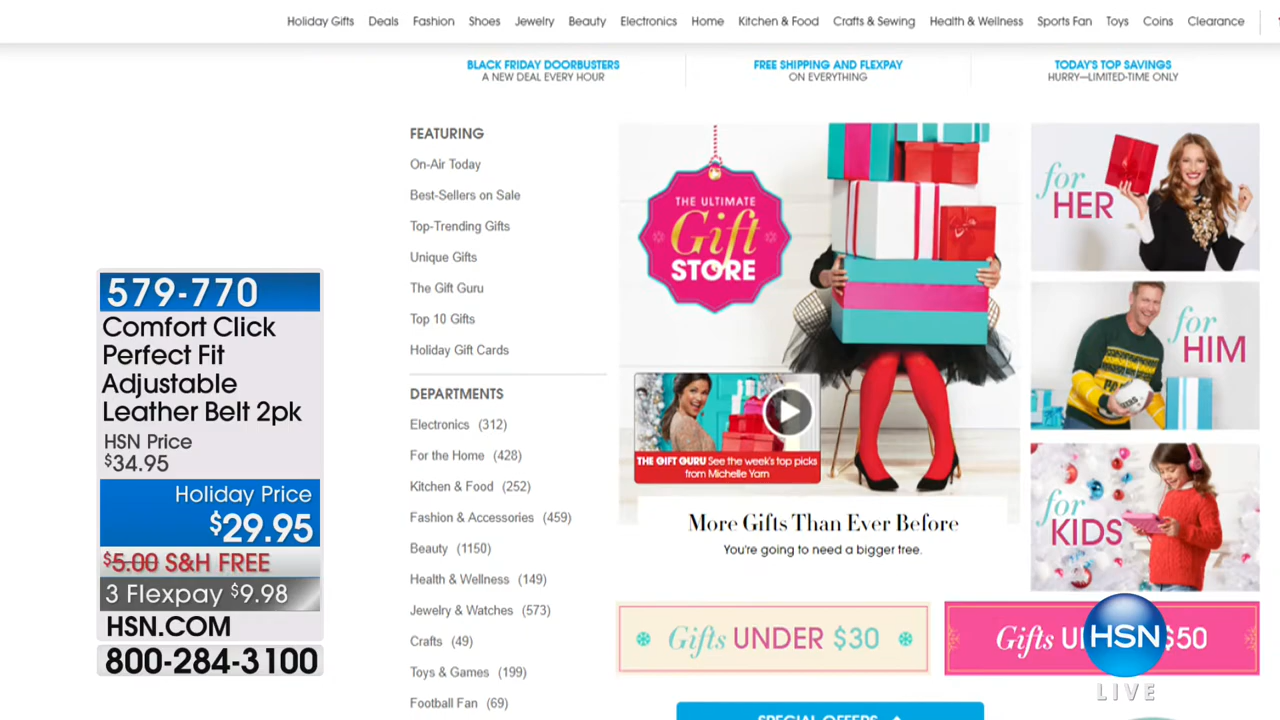 Holiday Gifts Deals Fashion Shoes Jewelry Beauty Electronics Home Kitchen & Food Crafts & Sewing Health & Wellness Sports Fan Toys Coins Clearance
BLACK FRIDAY DOORBUSTERS
A NEW DEAL EVERY HOUR
FREE SHIPPING AND FLEXPAY
ON EVERYTHING
TODAY'S TOP SAVINGS
HURRY—LIMITED-TIME ONLY
579-770
Comfort Click
Perfect Fit
Adjustable
Leather Belt 2pk
HSN Price
$34.95
Holiday Price
$29.95
$5.00 S&H FREE
3 Flexpay $9.98
HSN.COM
800-284-3100
FEATURING
On-Air Today
Best-Sellers on Sale
Top-Trending Gifts
Unique Gifts
The Gift Guru
Top 10 Gifts
Holiday Gift Cards
DEPARTMENTS
Electronics (312)
For the Home (428)
Kitchen & Food (252)
Fashion & Accessories (459)
Beauty (1150)
Health & Wellness (149)
Jewelry & Watches (573)
Crafts (49)
Toys & Games (199)
Football Fan (69)
THE ULTIMATE
Gift
STORE
THE GIFT GURU See the week's top picks
from Michelle Yarn
More Gifts Than Ever Before
You're going to need a bigger tree.
for
HER
for
HIM
for
KIDS
Gifts UNDER $30
Gifts $50
HSN
LIVE
SPECIAL OFFERS